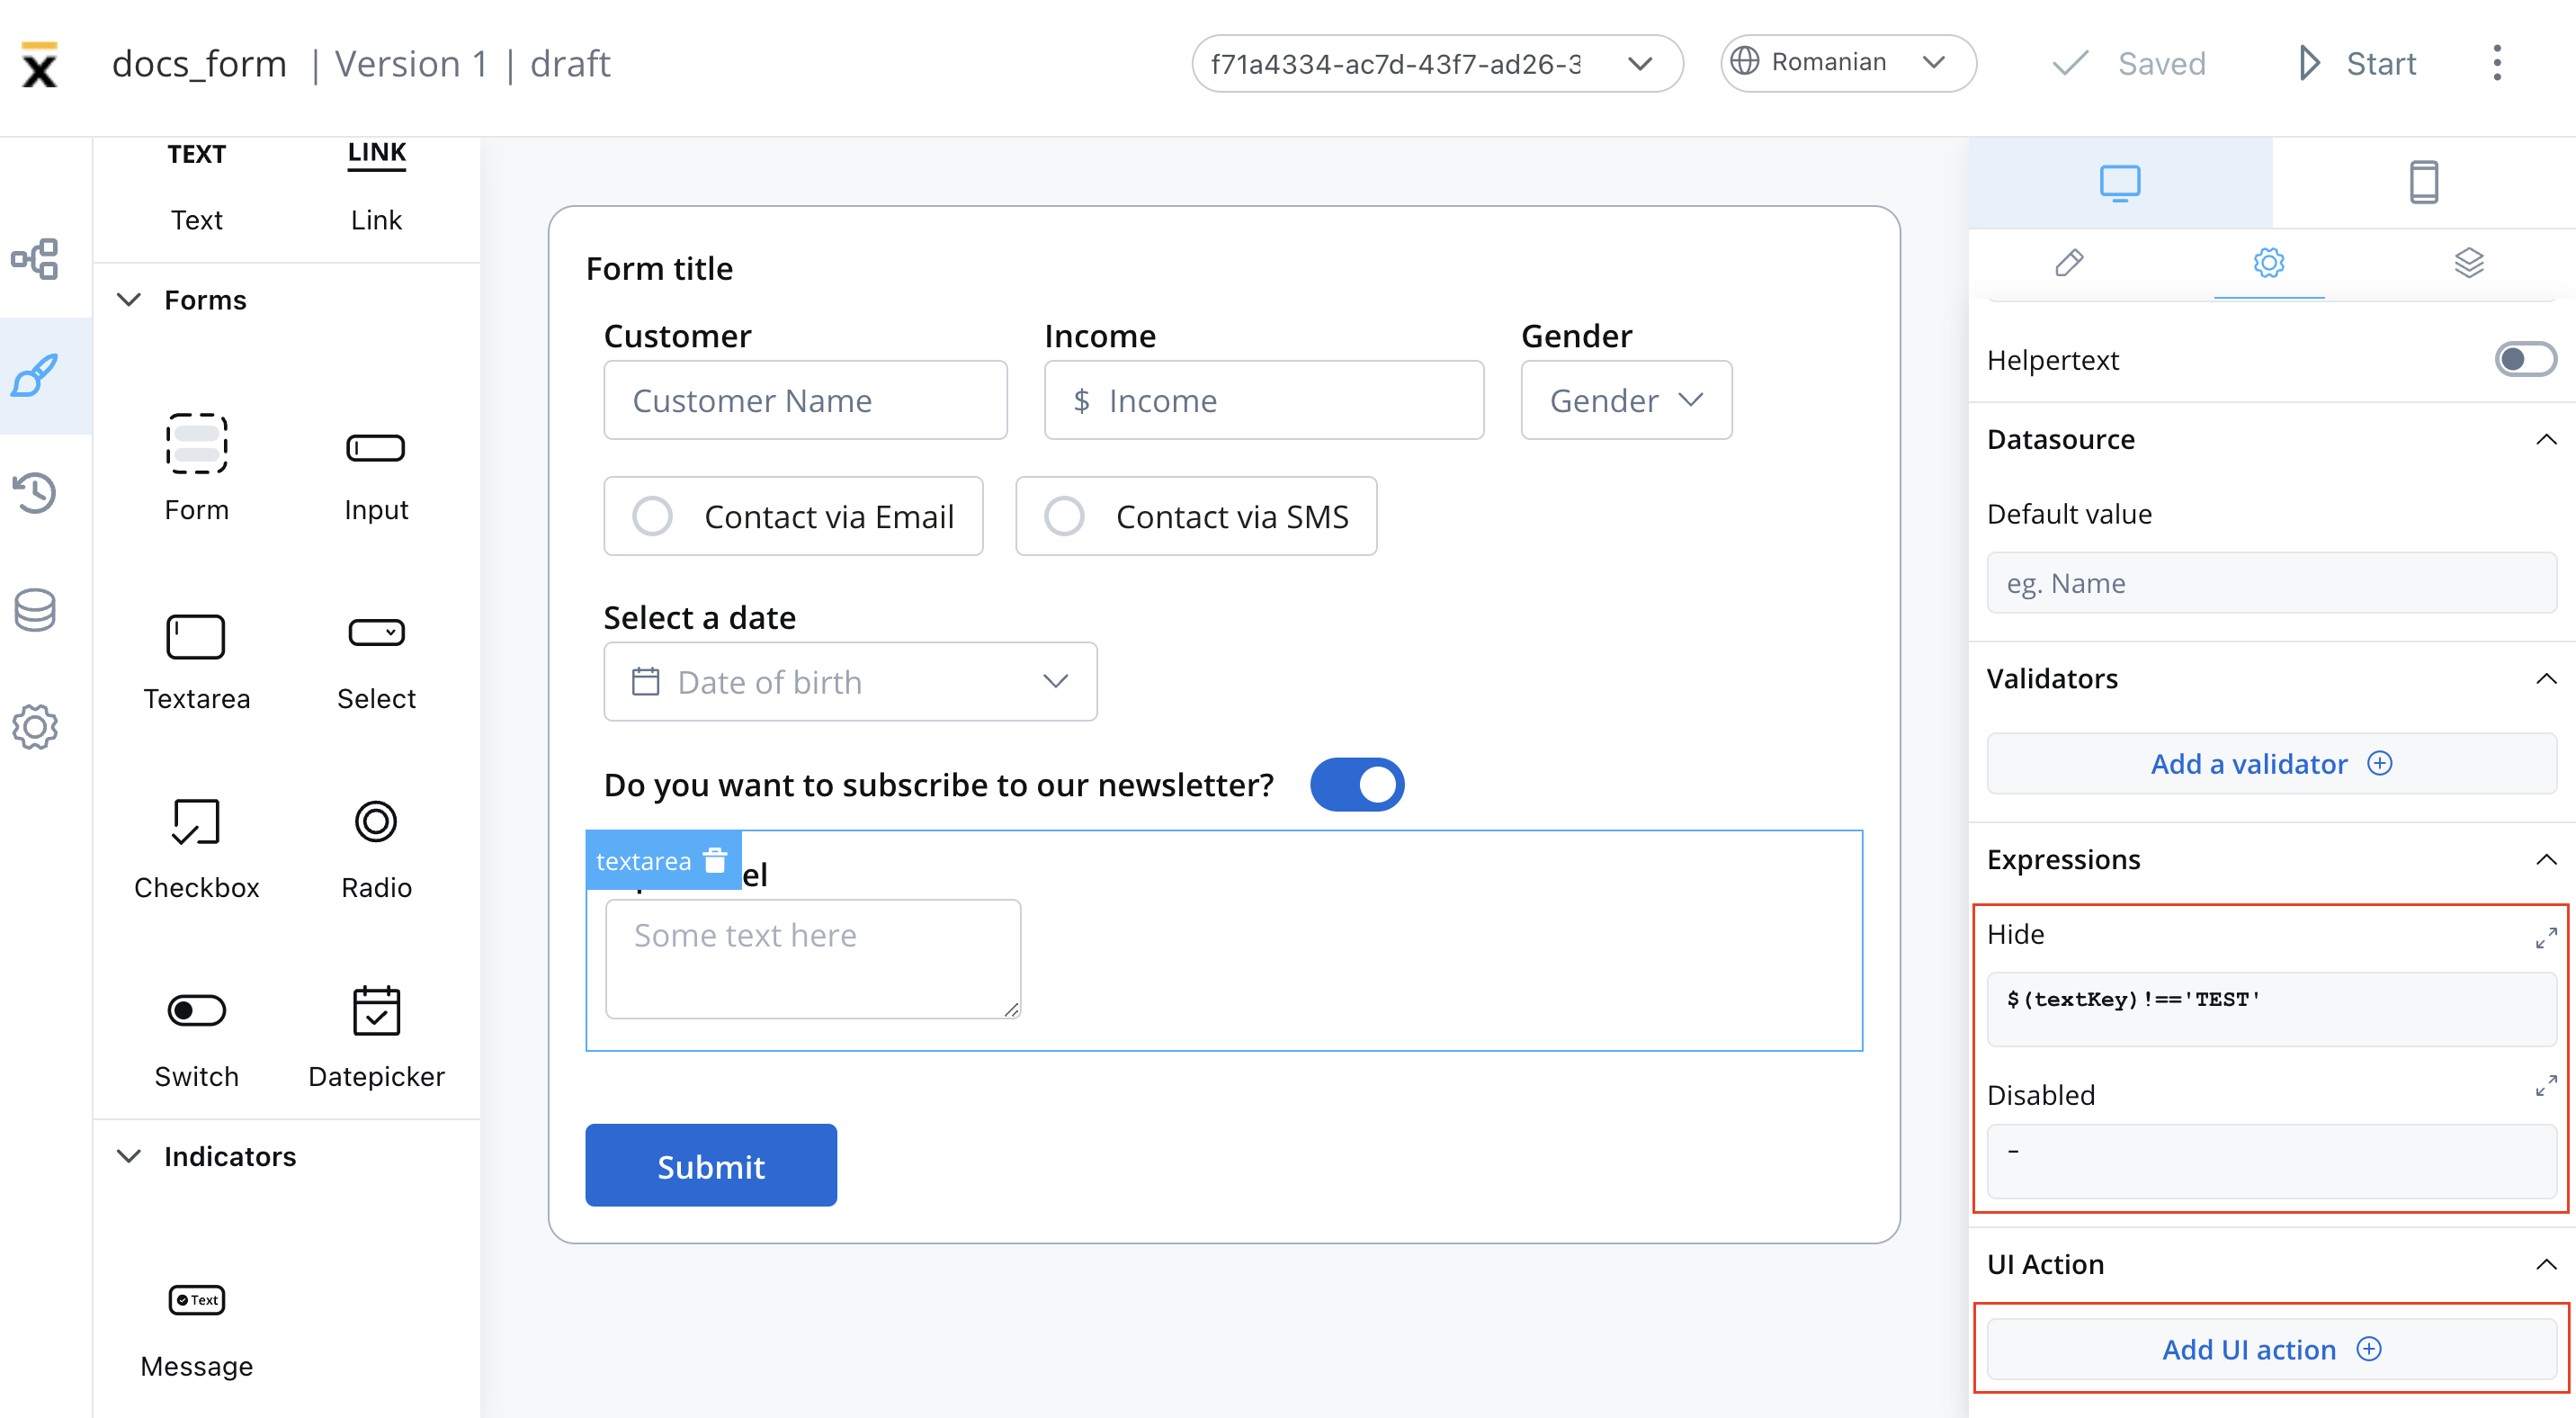 docs_form | Version 1 | draft
f71a4334-ac7d-43f7-ad26-3
Romanian
Saved
Start
TEXT LINK
Text Link
Forms
Form Input
Textarea Select
Checkbox Radio
Switch Datepicker
Indicators
Text
Message
Form title
Customer Income Gender
Customer Name $ Income Gender
Contact via Email Contact via SMS
Select a date
Date of birth
Do you want to subscribe to our newsletter?
textarea el
Some text here
Submit
Helpertext
Datasource
Default value
eg. Name
Validators
Add a validator
Expressions
Hide
$(textKey)!=='TEST'
Disabled
-
UI Action
Add UI action